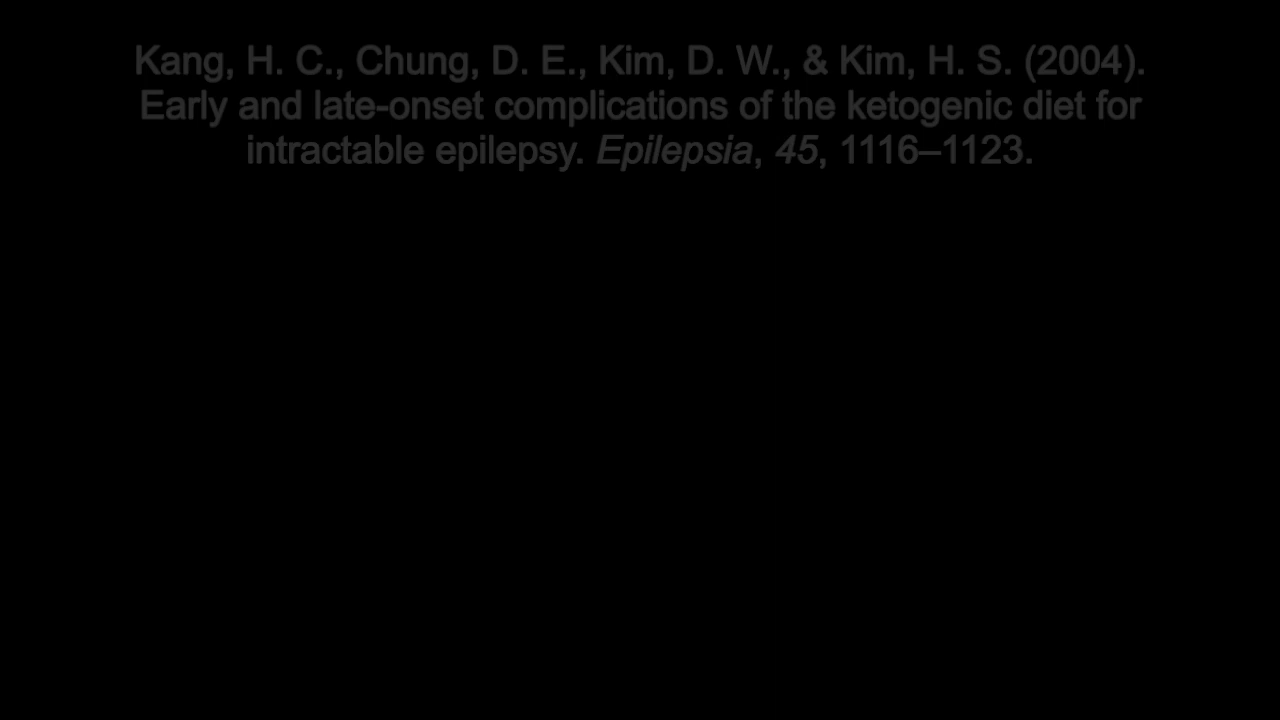 Kang, H. C., Chung, D. E., Kim, D. W., & Kim, H. S. (2004).
Early and late-onset complications of the ketogenic diet for
intractable epilepsy. Epilepsia, 45, 1116–1123.